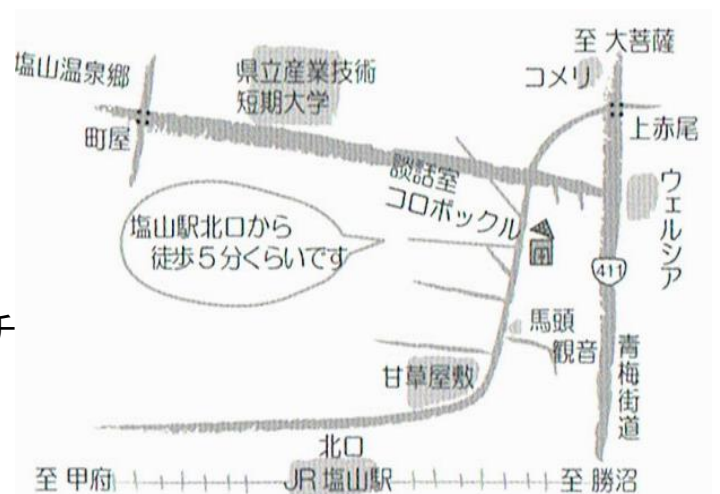 至 大菩薩
コメリ
塩山温泉郷
県立産業技術
短期大学
町屋
上赤尾
談話室
コロボックル
ウェルシア
塩山駅北口から
徒歩5分くらいです
411
馬頭
観音
青梅街道
甘草屋敷
北口
至 甲府
JR 塩山駅
至 勝沼